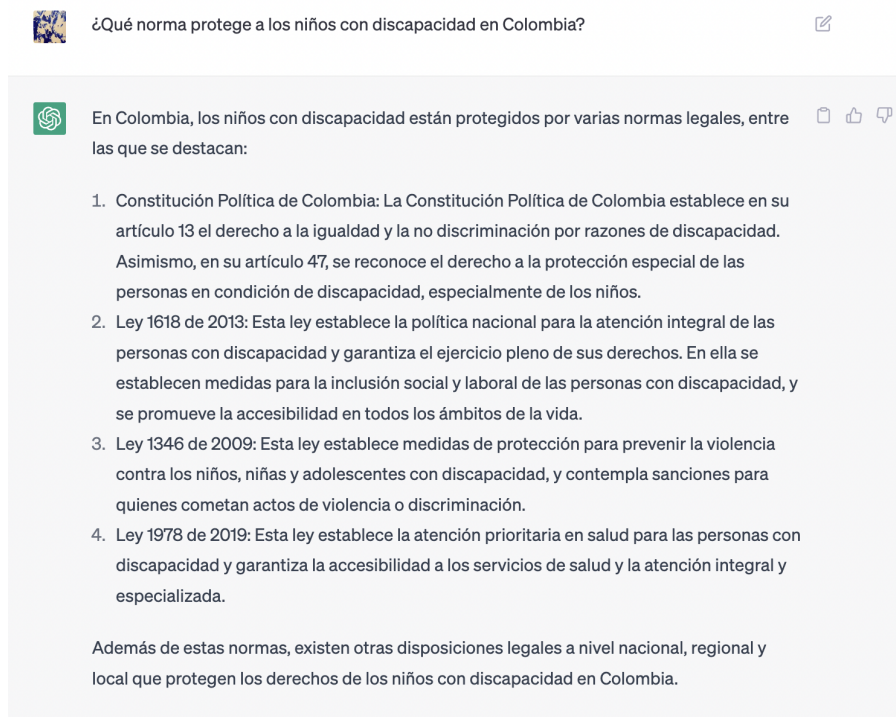 ¿Qué norma protege a los niños con discapacidad en Colombia?
En Colombia, los niños con discapacidad están protegidos por varias normas legales, entre
las que se destacan:
1. Constitución Política de Colombia: La Constitución Política de Colombia establece en su
artículo 13 el derecho a la igualdad y la no discriminación por razones de discapacidad.
Asimismo, en su artículo 47, se reconoce el derecho a la protección especial de las
personas en condición de discapacidad, especialmente de los niños.
2. Ley 1618 de 2013: Esta ley establece la política nacional para la atención integral de las
personas con discapacidad y garantiza el ejercicio pleno de sus derechos. En ella se
establecen medidas para la inclusión social y laboral de las personas con discapacidad, y
se promueve la accesibilidad en todos los ámbitos de la vida.
3. Ley 1346 de 2009: Esta ley establece medidas de protección para prevenir la violencia
contra los niños, niñas y adolescentes con discapacidad, y contempla sanciones para
quienes cometan actos de violencia o discriminación.
4. Ley 1978 de 2019: Esta ley establece la atención prioritaria en salud para las personas con
discapacidad y garantiza la accesibilidad a los servicios de salud y la atención integral y
especializada.
Además de estas normas, existen otras disposiciones legales a nivel nacional, regional y
local que protegen los derechos de los niños con discapacidad en Colombia.